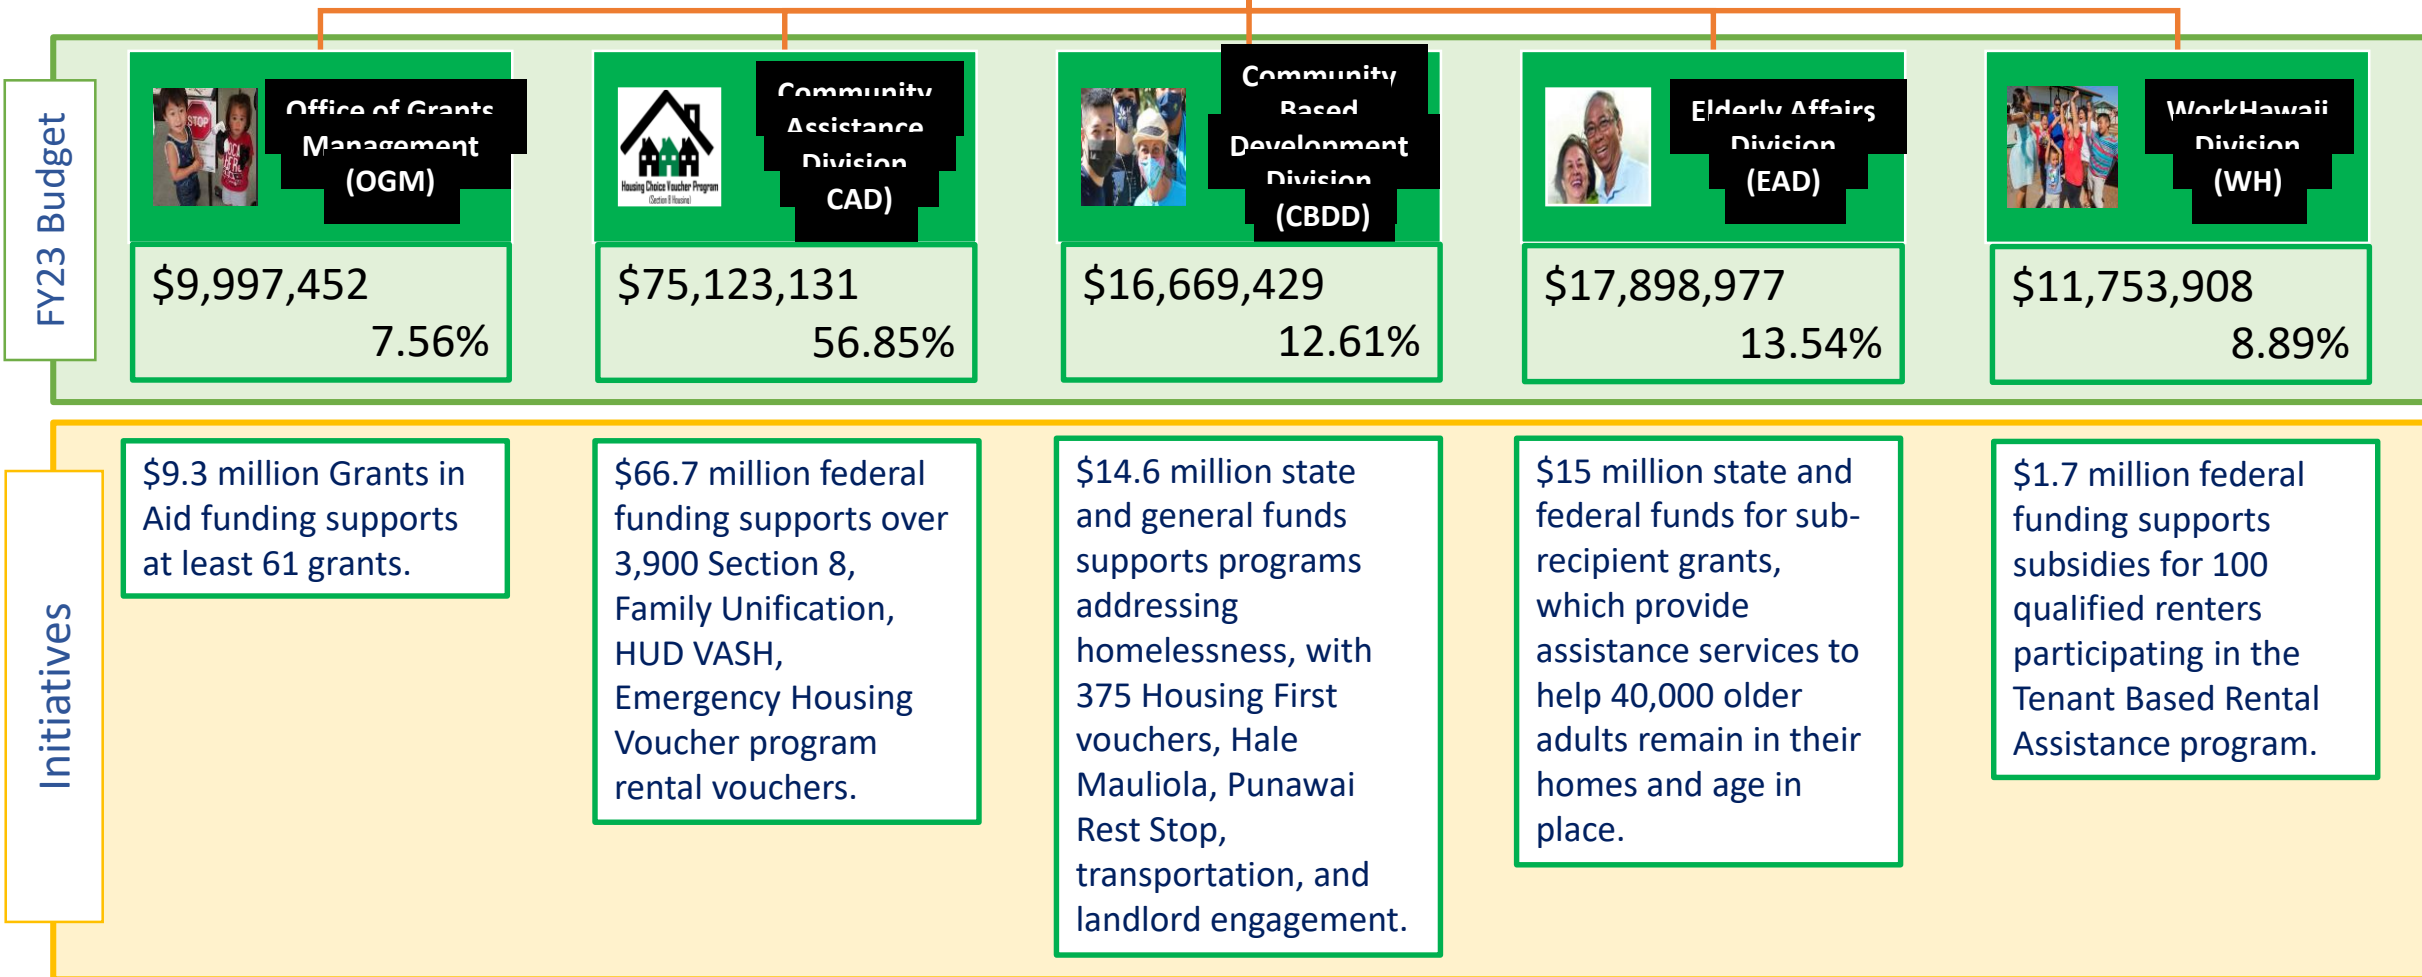 FY23 Budget
Office of Grants
Management
(OGM)
$9,997,452
7.56%
Housing Choice Voucher Program
(Section 8 Housing)
Community
Assistance
Division
CAD)
$75,123,131
56.85%
Community
Based
Development
Division
(CBDD)
$16,669,429
12.61%
Elderly Affairs
Division
(EAD)
$17,898,977
13.54%
WorkHawaii
Division
(WH)
$11,753,908
8.89%
STOP
Initiatives
$9.3 million Grants in
Aid funding supports
at least 61 grants.
$66.7 million federal
funding supports over
3,900 Section 8,
Family Unification,
HUD VASH,
Emergency Housing
Voucher program
rental vouchers.
$14.6 million state
and general funds
supports programs
addressing
homelessness, with
375 Housing First
vouchers, Hale
Mauliola, Punawai
Rest Stop,
transportation, and
landlord engagement.
$15 million state and
federal funds for sub-
recipient grants,
which provide
assistance services to
help 40,000 older
adults remain in their
homes and age in
place.
$1.7 million federal
funding supports
subsidies for 100
qualified renters
participating in the
Tenant Based Rental
Assistance program.